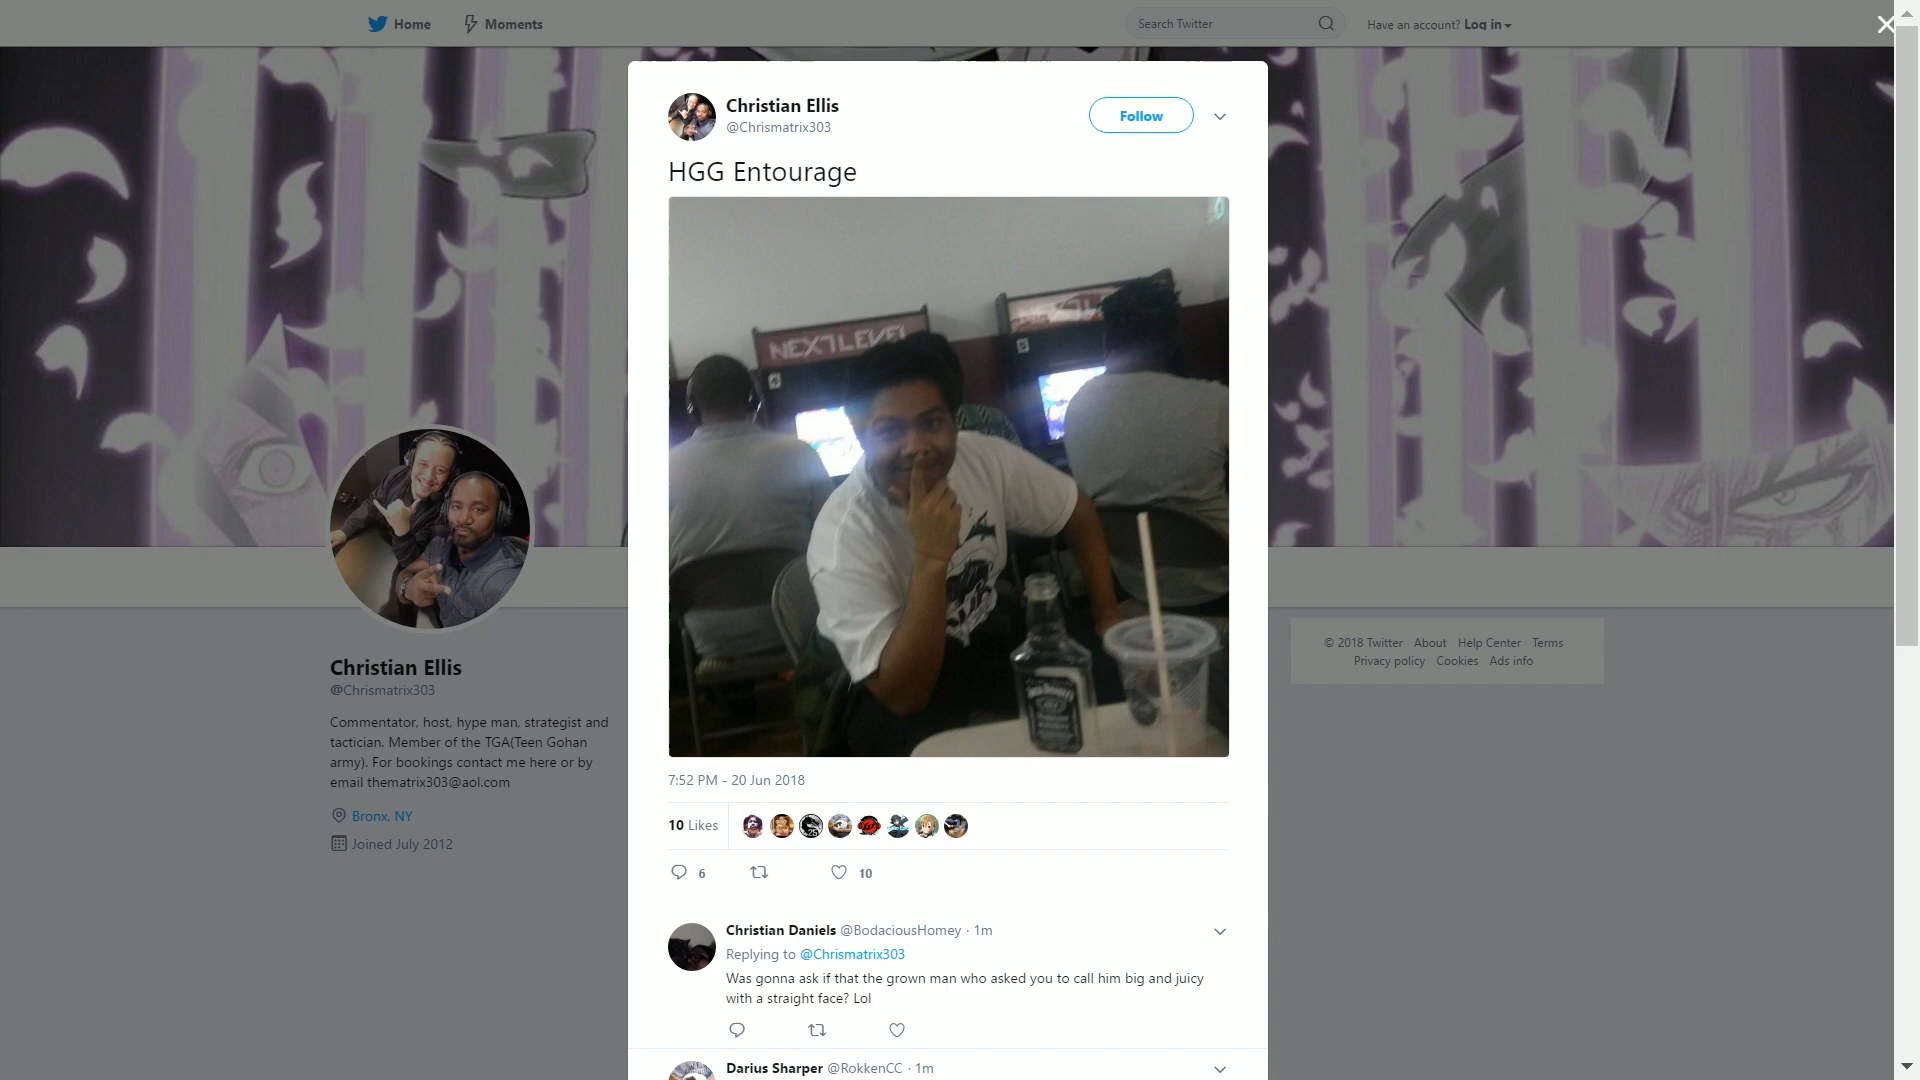 Home
Moments
Search Twitter
Have an account? Log in
Christian Ellis
@Chrismatrix303
Follow
HGG Entourage
NEXTLEVEL
4
5
JACK DANIEL'S
7:52 PM - 20 Jun 2018
10 Likes
6
10
Christian Daniels @BodaciousHomey · 1m
Replying to @Chrismatrix303
Was gonna ask if that the grown man who asked you to call him big and juicy
with a straight face? Lol
Darius Sharper @RokkenCC · 1m
Christian Ellis
@Chrismatrix303
Commentator, host, hype man, strategist and
tactician. Member of the TGA(Teen Gohan
army). For bookings contact me here or by
email thematrix303@aol.com
Bronx, NY
Joined July 2012
© 2018 Twitter About Help Center Terms
Privacy policy Cookies Ads info